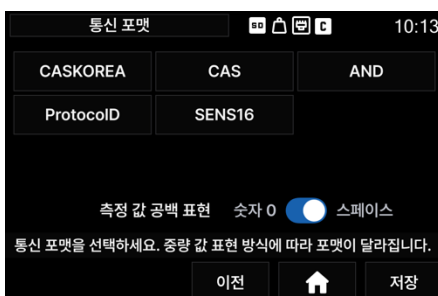 통신 포맷 SD C 10:13
CASKOREA CAS AND
ProtocolD SENS16
측정 값 공백 표현 숫자 0 스페이스
통신 포맷을 선택하세요. 중량 값 표현 방식에 따라 포맷이 달라집니다.
이전 저장